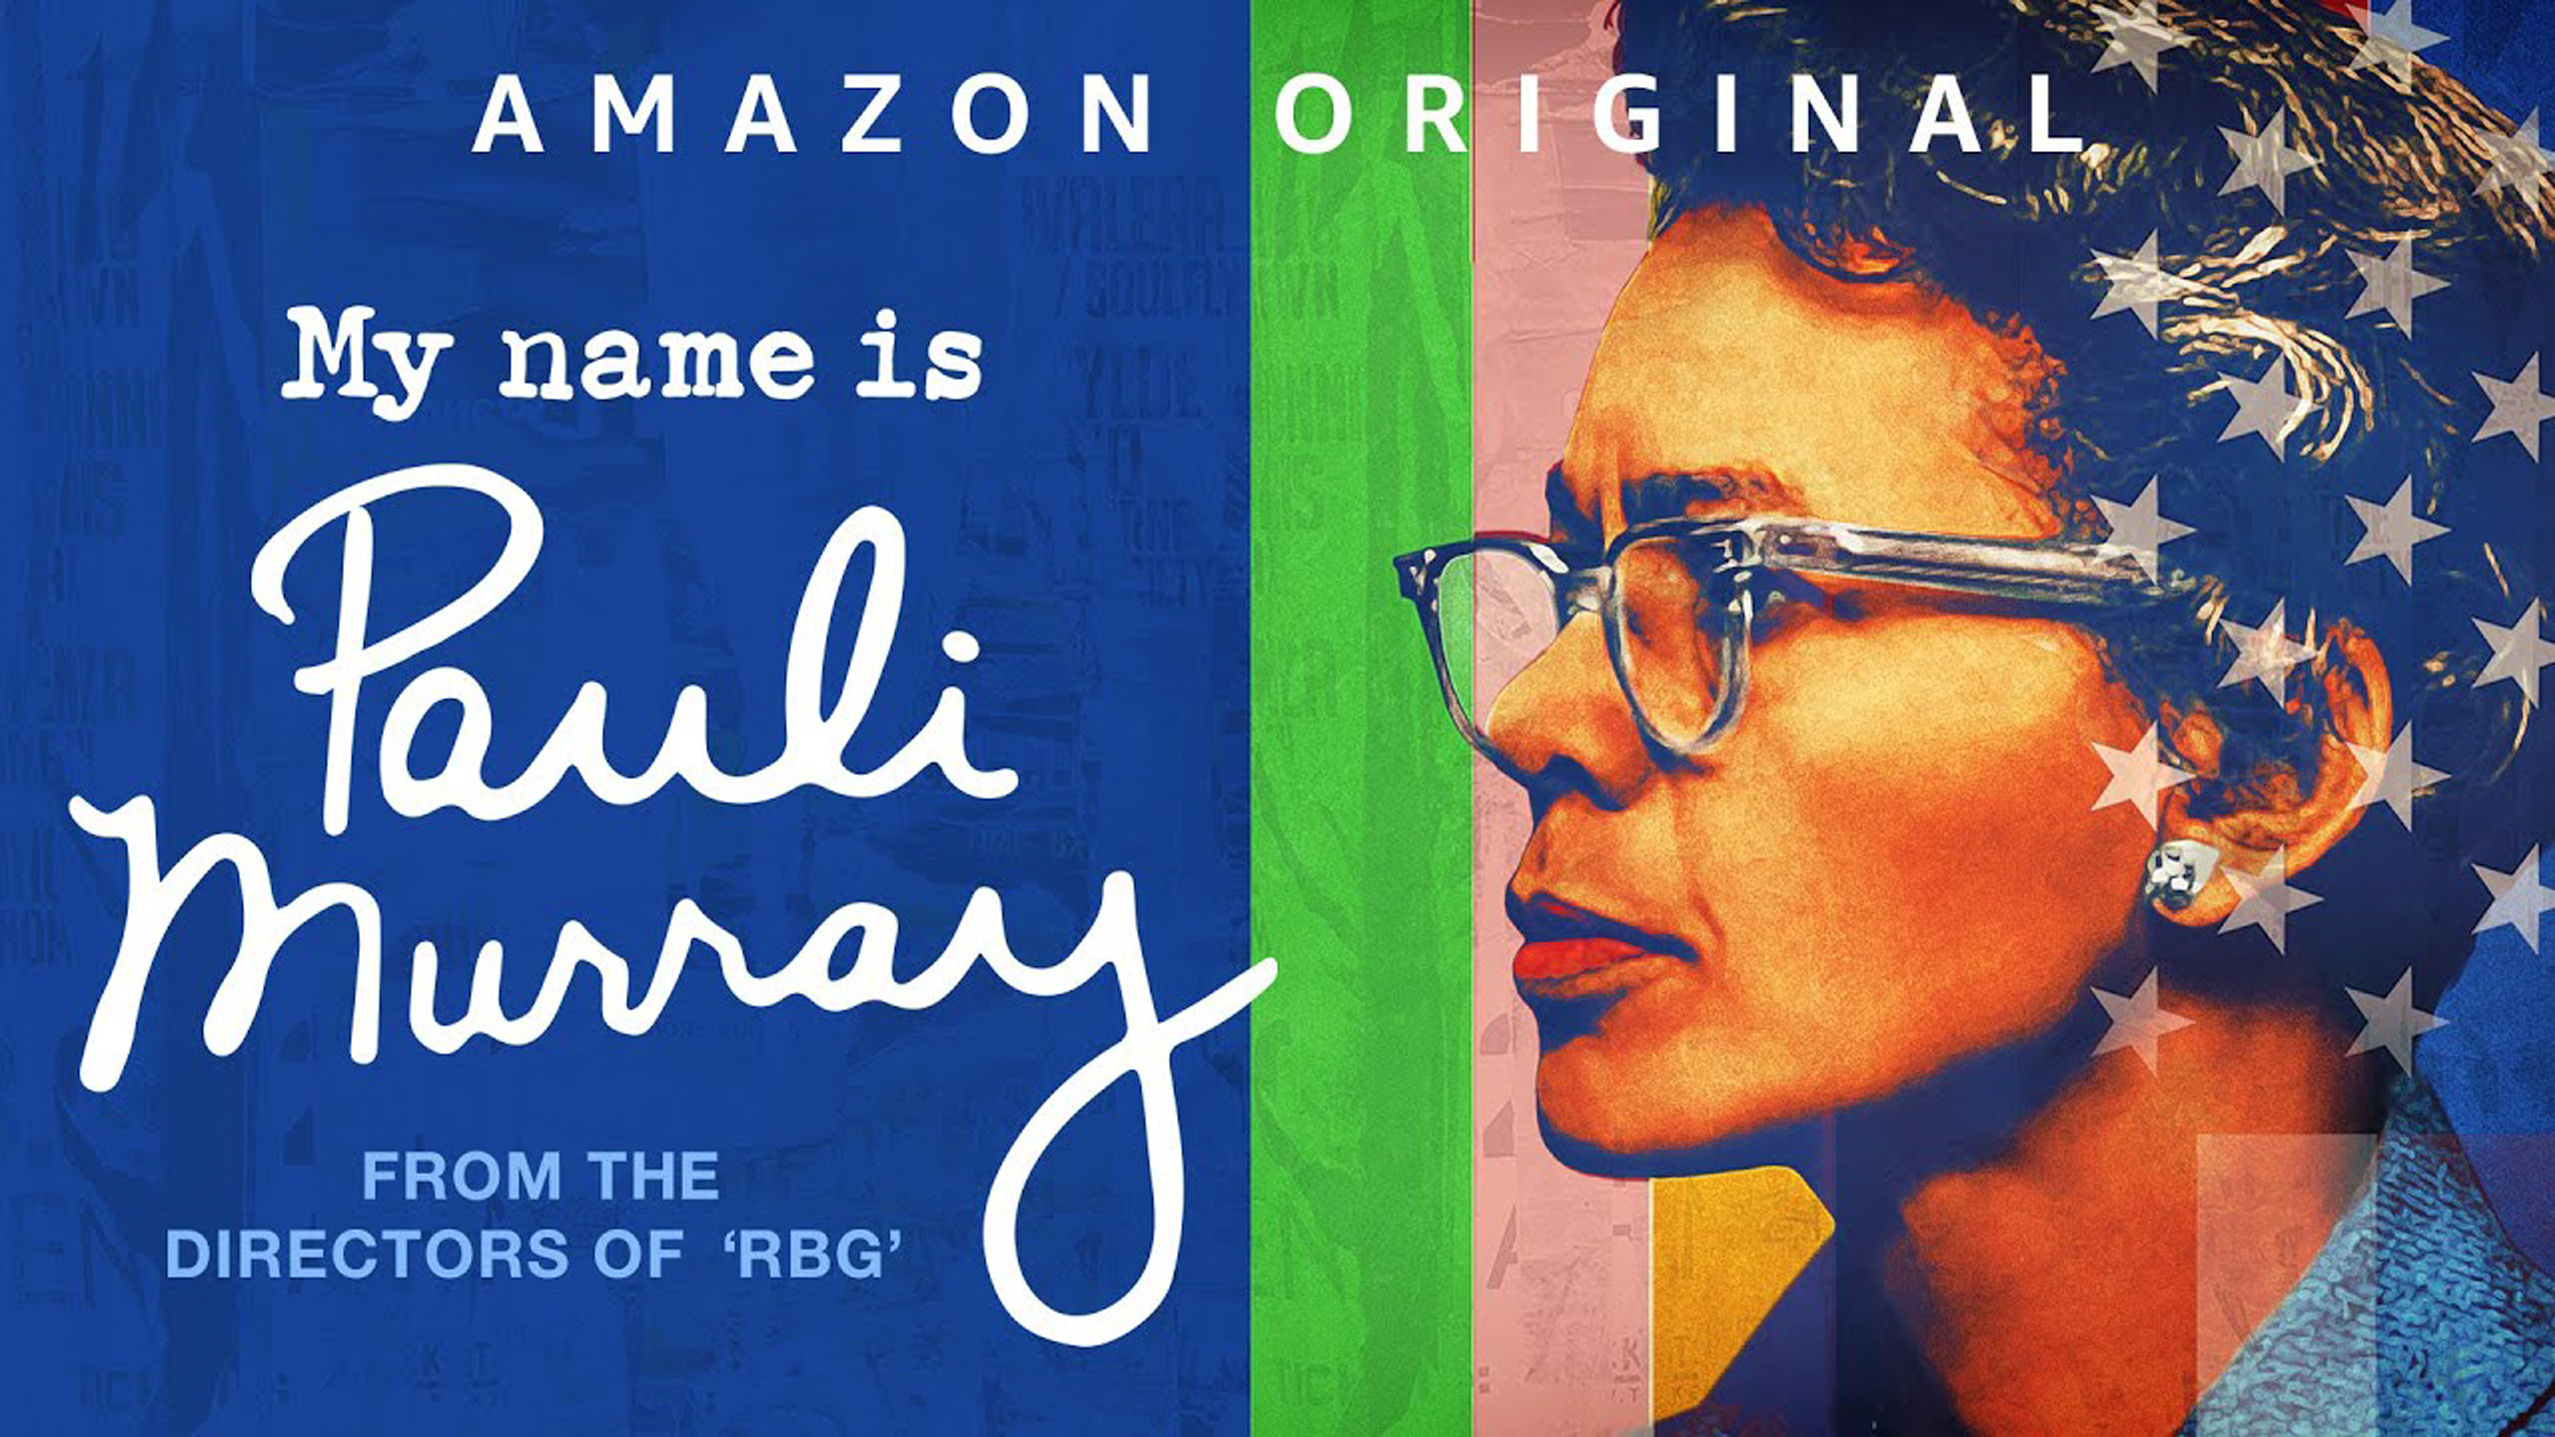 AMAZON ORIGINAL
My name is
Pauli
Murray
FROM THE
DIRECTORS OF ‘RBG’